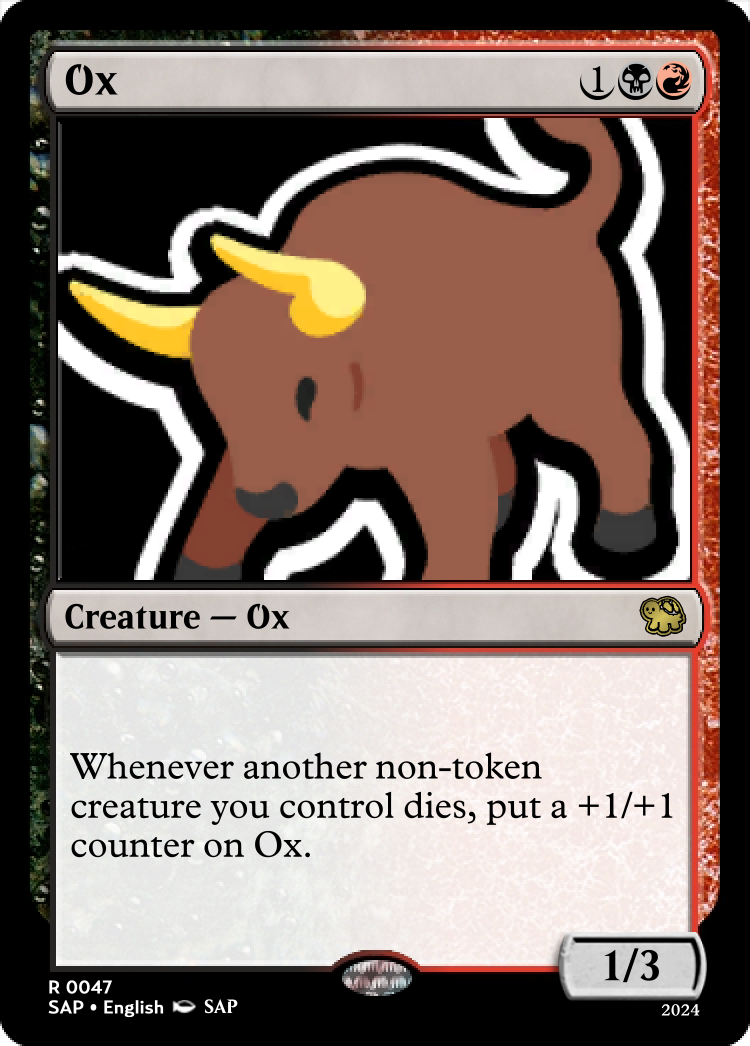 Ox 1
Creature — Ox
Whenever another non-token
creature you control dies, put a +1/+1
counter on Ox.
1/3
R 0047
SAP • English SAP
2024